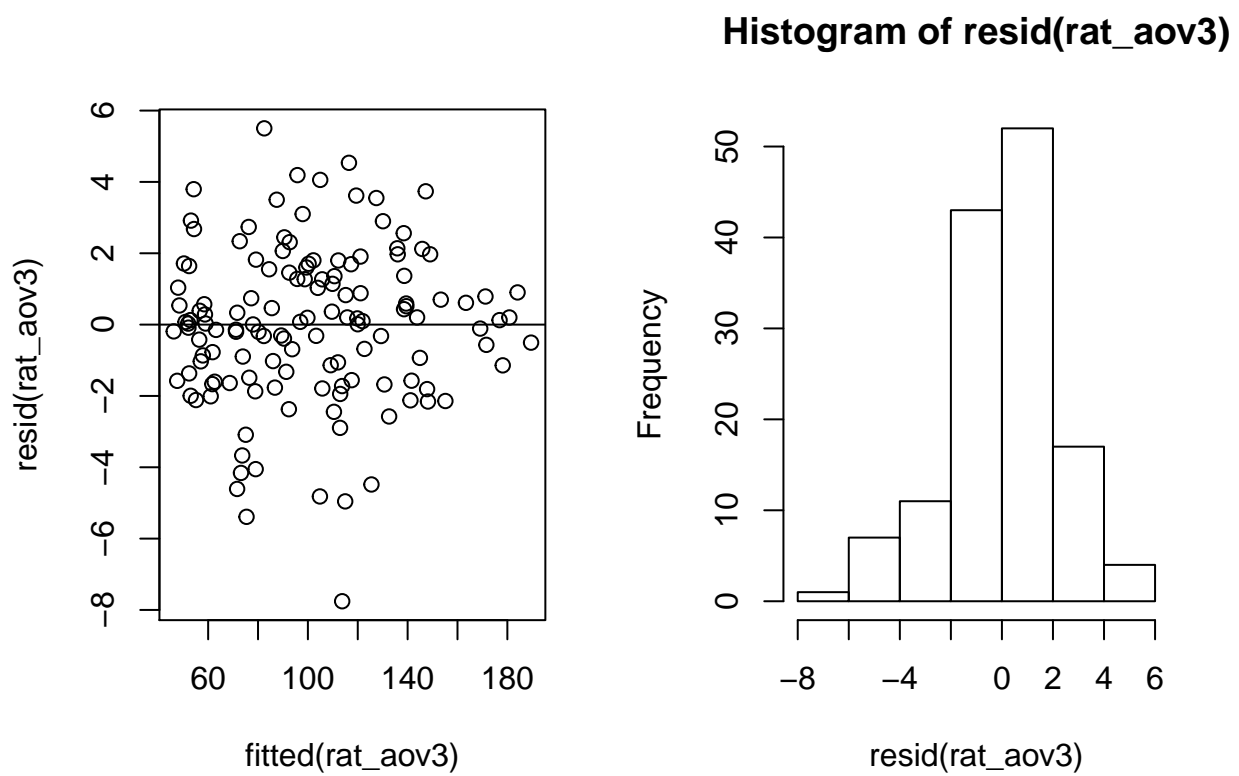 Histogram of resid(rat_aov3)
resid(rat_aov3)
6
4
2
0
−2
−4
−6
−8
60 100 140 180
fitted(rat_aov3)
Frequency
50
40
30
20
10
0
−8 −4 0 2 4 6
resid(rat_aov3)